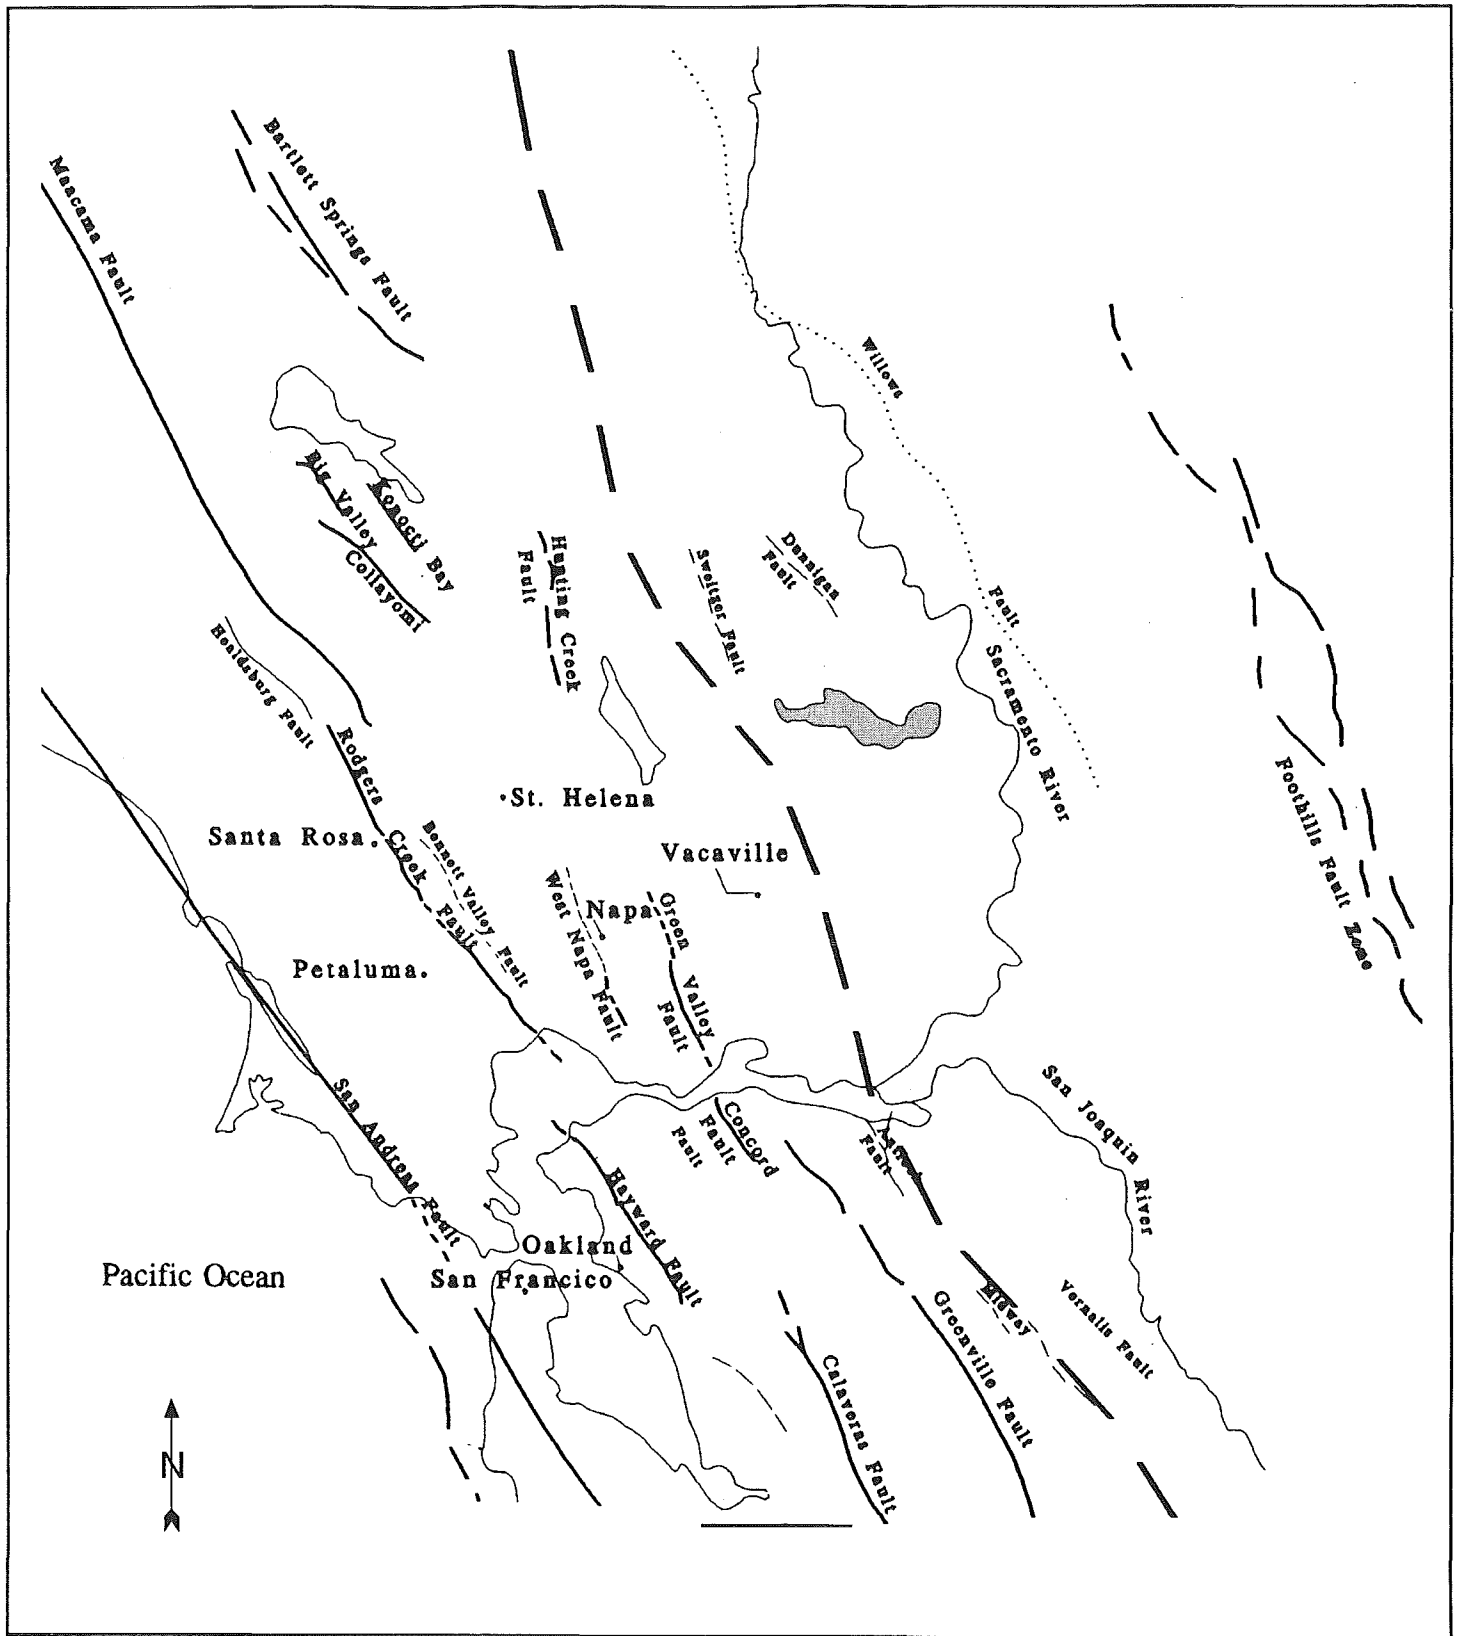 Maacama Fault
Bartlett Springs Fault
Willows
Fault
Big Valley
Konocti Bay
Collayomi
Hunting Creek
Fault
Sweitzer Fault
Dunnigan
Fault
Healdsburg Fault
Sacramento River
Rodgers
Creek
Fault
St. Helena
Santa Rosa
Bennett Valley Fault
Vacaville
West Napa Fault
Napa
Green
Valley
Fault
Foothills Fault Zone
Petaluma
San Andreas Fault
Concord
Fault
Fault
Fault
San Joaquin
River
Hayward Fault
Oakland
San Francico
Pacific Ocean
Midway
Vernalis Fault
Greenville Fault
Calaveras Fault
N